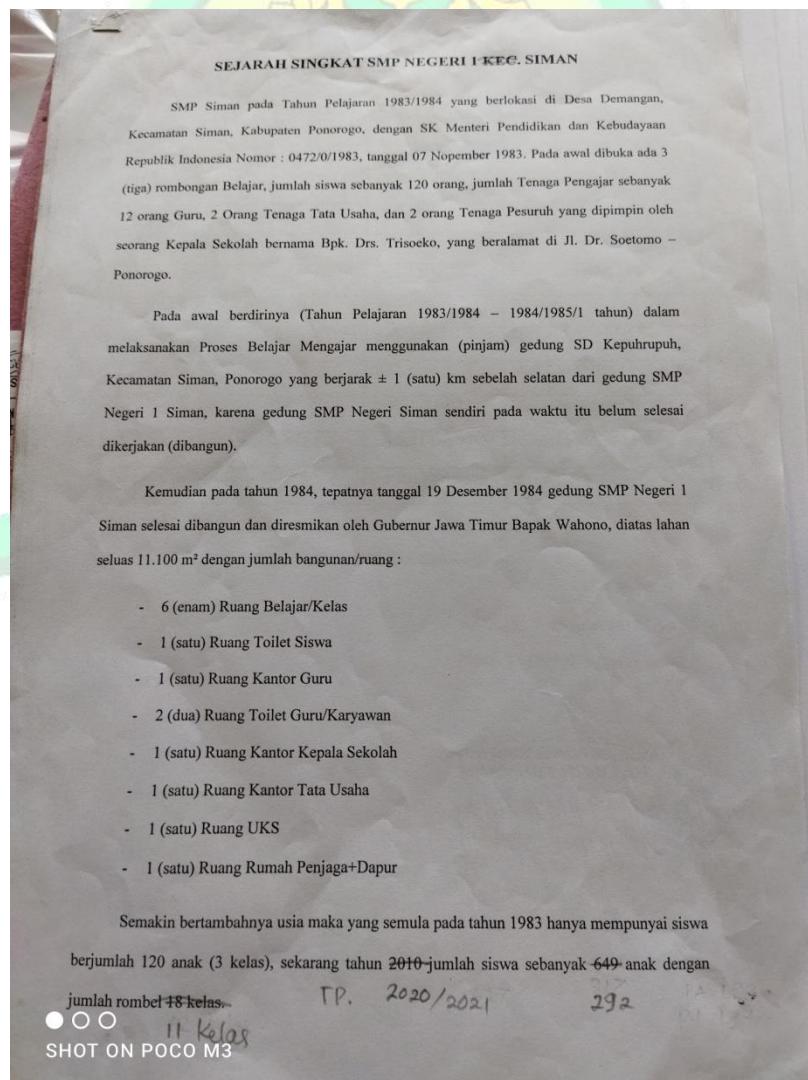 SEJARAH SINGKAT SMP NEGERI 1 KEC. SIMAN
SMP Siman pada Tahun Pelajaran 1983/1984 yang berlokasi di Desa Demangan,
Kecamatan Siman, Kabupaten Ponorogo, dengan SK Menteri Pendidikan dan Kebudayaan
Republik Indonesia Nomor : 0472/0/1983, tanggal 07 Nopember 1983. Pada awal dibuka ada 3
(tiga) rombongan Belajar, jumlah siswa sebanyak 120 orang, jumlah Tenaga Pengajar sebanyak
12 orang Guru, 2 Orang Tenaga Tata Usaha, dan 2 orang Tenaga Pesuruh yang dipimpin oleh
seorang Kepala Sekolah bernama Bpk. Drs. Trisoeko, yang beralamat di Jl. Dr. Soetomo –
Ponorogo.
Pada awal berdirinya (Tahun Pelajaran 1983/1984 – 1984/1985/1 tahun) dalam
melaksanakan Proses Belajar Mengajar menggunakan (pinjam) gedung SD Kepuhrupuh,
Kecamatan Siman, Ponorogo yang berjarak ± 1 (satu) km sebelah selatan dari gedung SMP
Negeri 1 Siman, karena gedung SMP Negeri Siman sendiri pada waktu itu belum selesai
dikerjakan (dibangun).
Kemudian pada tahun 1984, tepatnya tanggal 19 Desember 1984 gedung SMP Negeri 1
Siman selesai dibangun dan diresmikan oleh Gubernur Jawa Timur Bapak Wahono, diatas lahan
seluas 11.100 m² dengan jumlah bangunan/ruang :
- 6 (enam) Ruang Belajar/Kelas
- 1 (satu) Ruang Toilet Siswa
- 1 (satu) Ruang Kantor Guru
- 2 (dua) Ruang Toilet Guru/Karyawan
- 1 (satu) Ruang Kantor Kepala Sekolah
- 1 (satu) Ruang Kantor Tata Usaha
- 1 (satu) Ruang UKS
- 1 (satu) Ruang Rumah Penjaga+Dapur
Semakin bertambahnya usia maka yang semula pada tahun 1983 hanya mempunyai siswa
berjumlah 120 anak (3 kelas), sekarang tahun 2010 jumlah siswa sebanyak 649 anak dengan
jumlah rombel 18 kelas. TP. 2020/2021 292
11 Kelas
SHOT ON POCO M3